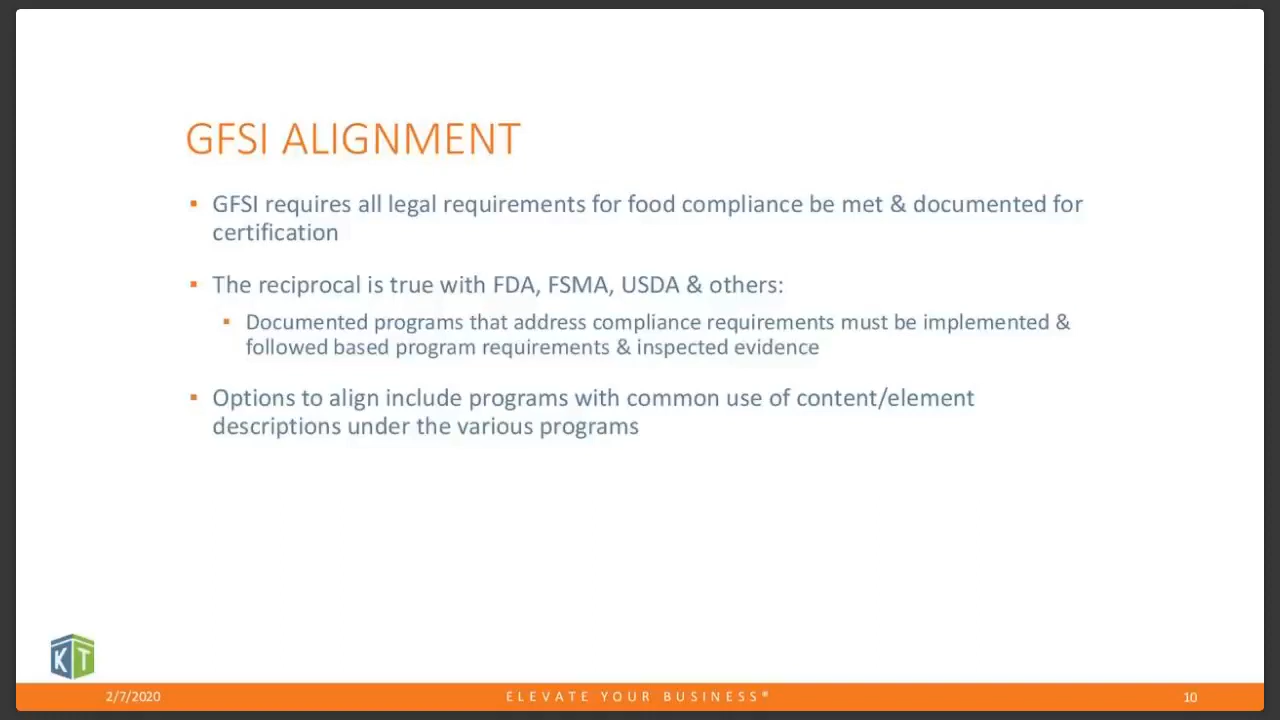 GFSI ALIGNMENT
▪ GFSI requires all legal requirements for food compliance be met & documented for
certification
▪ The reciprocal is true with FDA, FSMA, USDA & others:
▪ Documented programs that address compliance requirements must be implemented &
followed based program requirements & inspected evidence
▪ Options to align include programs with common use of content/element
descriptions under the various programs
KT
2/7/2020
ELEVATE YOUR BUSINESS®
10